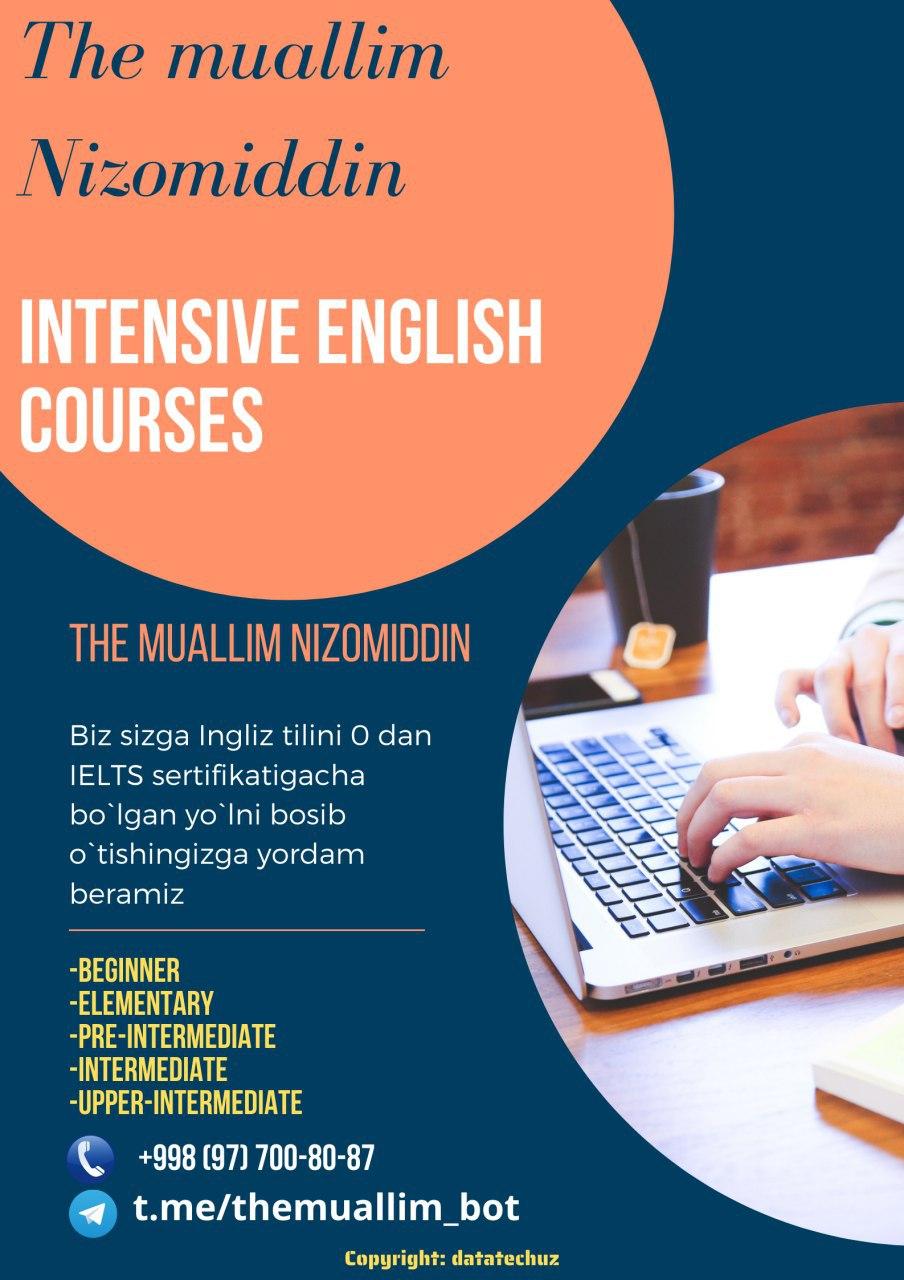 The muallim
Nizomiddin
INTENSIVE ENGLISH
COURSES
THE MUALLIM NIZOMIDDIN
Biz sizga Ingliz tilini 0 dan
IELTS sertifikatigacha
bo`lgan yo`lni bosib
o`tishingizga yordam
beramiz
-BEGINNER
-ELEMENTARY
-PRE-INTERMEDIATE
-INTERMEDIATE
-UPPER-INTERMEDIATE
+998 (97) 700-80-87
t.me/themuallim_bot
Copyright: datatechuz